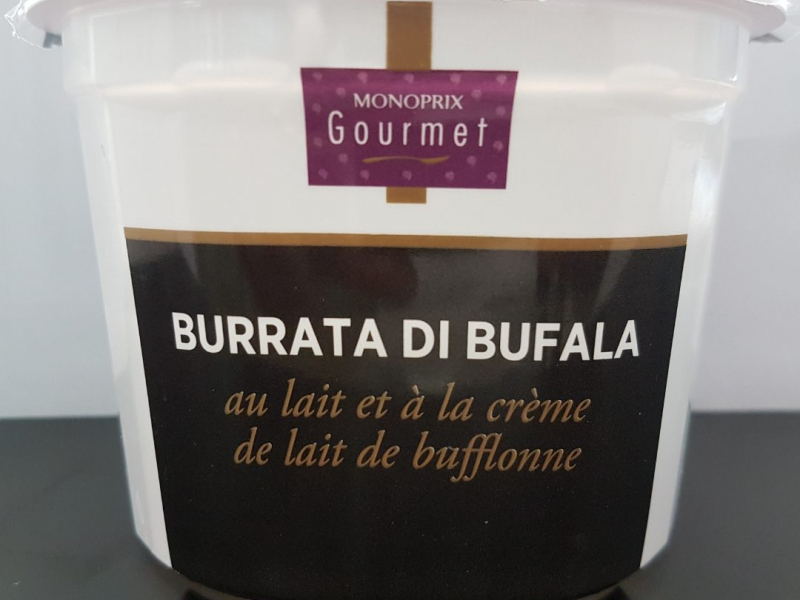 MONOPRIX
Gourmet
BURRATA DI BUFALA
au lait et à la crème
de lait de bufflonne